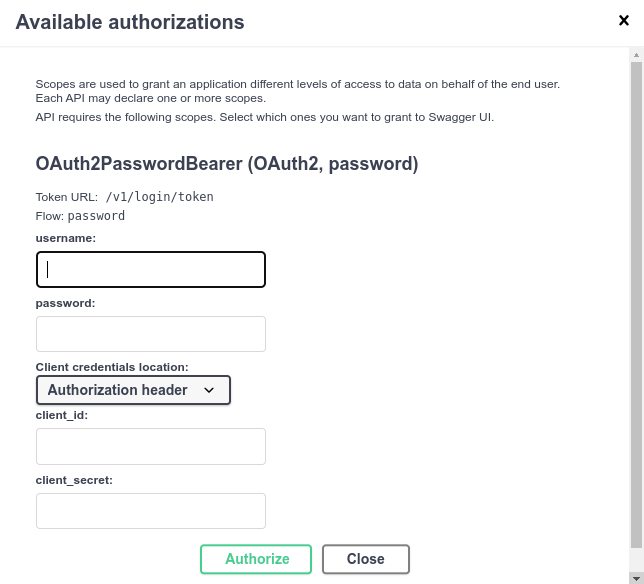 Available authorizations
Scopes are used to grant an application different levels of access to data on behalf of the end user.
Each API may declare one or more scopes.
API requires the following scopes. Select which ones you want to grant to Swagger UI.
OAuth2PasswordBearer (OAuth2, password)
Token URL: /v1/login/token
Flow: password
username:
password:
Client credentials location:
Authorization header
client_id:
client_secret:
Authorize Close